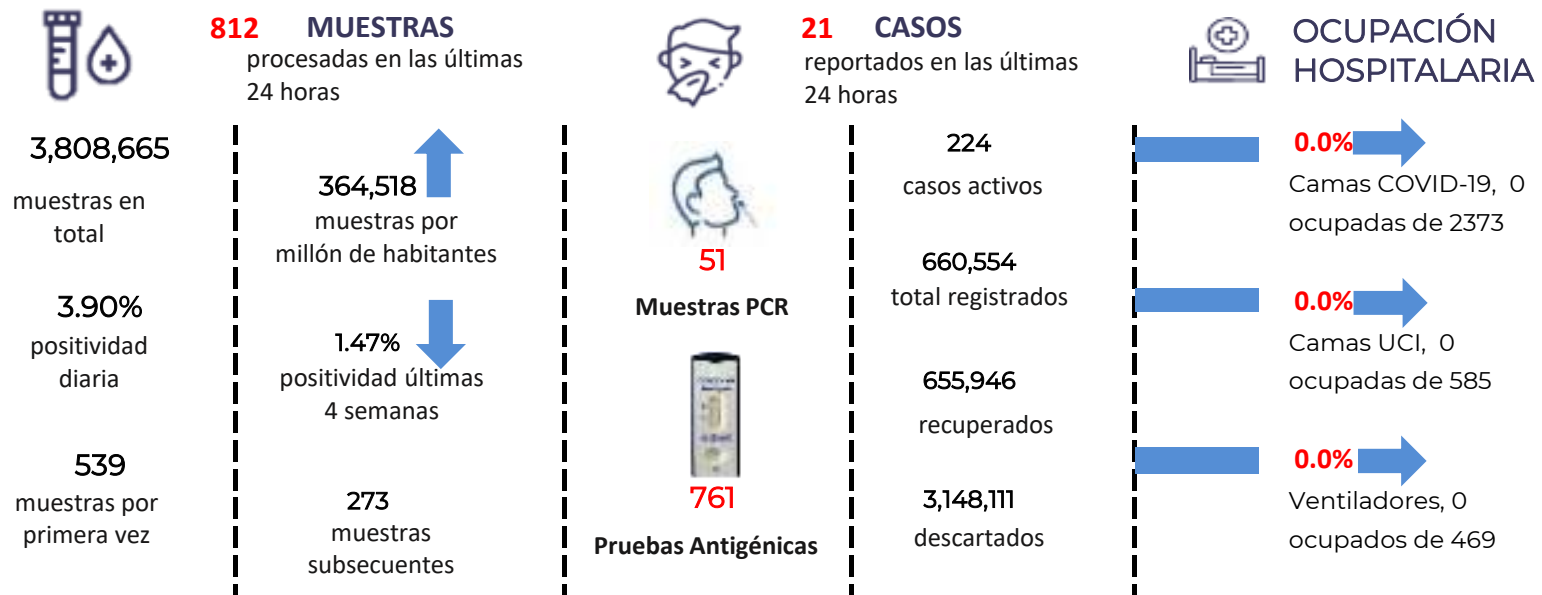 812 MUESTRAS
procesadas en las últimas
24 horas
21 CASOS
reportados en las últimas
24 horas
OCUPACIÓN
HOSPITALARIA
3,808,665
muestras en
total
3.90%
positividad
diaria
539
muestras por
primera vez
364,518
muestras por
millón de habitantes
1.47%
positividad últimas
4 semanas
273
muestras
subsecuentes
51
Muestras PCR
761
Pruebas Antigénicas
224
casos activos
660,554
total registrados
655,946
recuperados
3,148,111
descartados
0.0%
Camas COVID-19, 0
ocupadas de 2373
0.0%
Camas UCI, 0
ocupadas de 585
0.0%
Ventiladores, 0
ocupados de 469